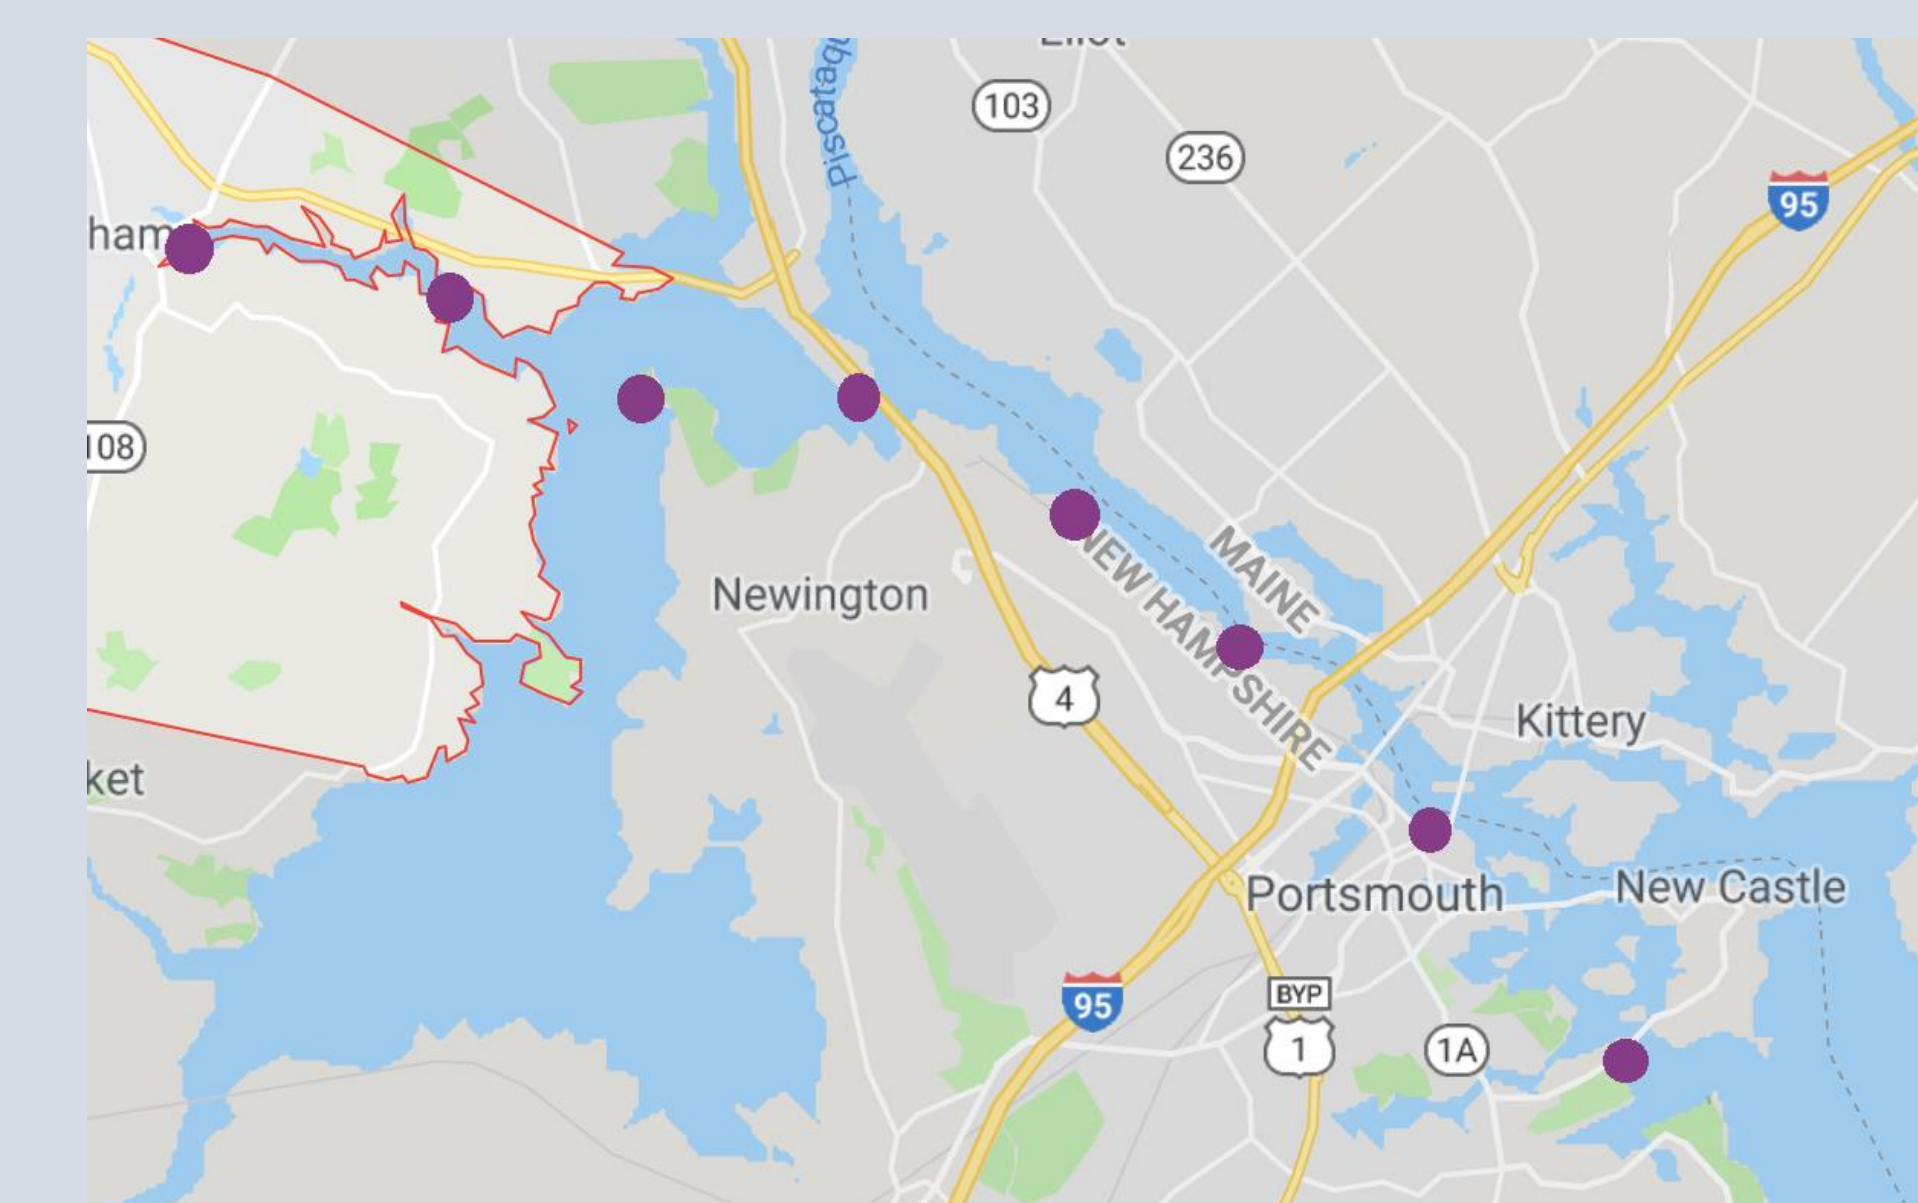 103
236
95
ham
108
MAINE
NEW HAMPSHIRE
Newington
4
Kittery
ket
Portsmouth
New Castle
95
BYP
1
1A